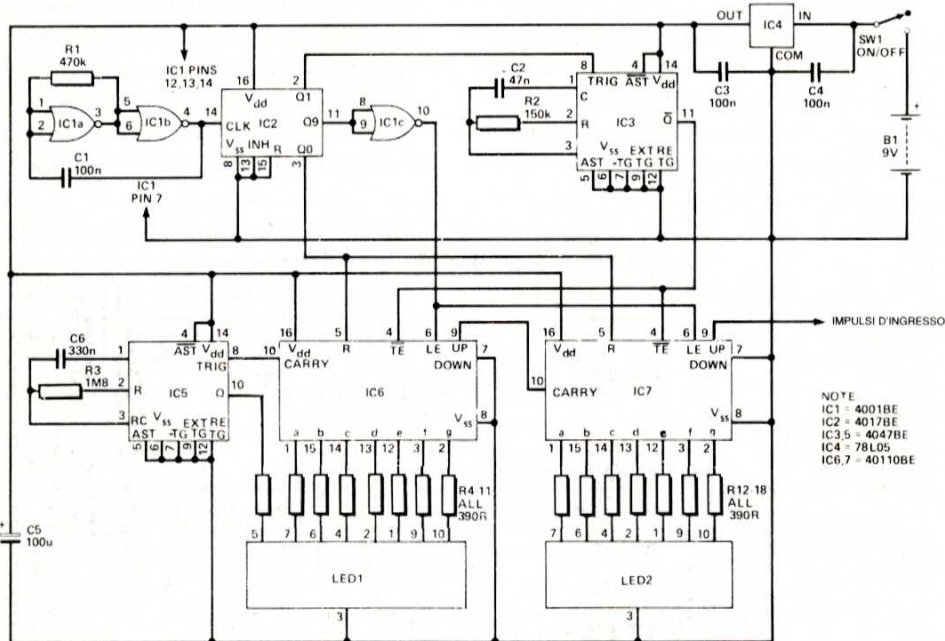 OUT
IC4
IN
COM
SW1
ON/OFF
C3
100n
C4
100n
B1
9V
+
R1
470k
IC1 PINS
12,13,14
1
2
IC1a
3
5
6
IC1b
4
14
C1
100n
IC1
PIN 7
16
2
Vdd
Q1
CLK
IC2
Q9
11
Vss INH R
Q0
8
13
15
3
8
9
IC1c
10
C2
47n
R2
150k
8
4
14
TRIG AST Vdd
1
C
2
R
IC3
Q
11
3
Vss
EXT RE
AST -TG TG TG
5
6
7
9
12
C6
330n
R3
1M8
4
14
AST Vdd
1
TRIG
8
2
R
IC5
Q
10
3
RC
Vss
EXT RE
AST -TG TG TG
5
6
7
9
12
16
5
4
6
9
Vdd
R
TE
LE
UP
7
10
CARRY
DOWN
IC6
Vss
8
a
b
c
d
e
f
g
1
15
14
13
12
3
2
R4-11
ALL
390R
5
7
6
4
2
1
9
10
LED1
3
16
5
4
6
9
IMPULSI D'INGRESSO
Vdd
R
TE
LE
UP
7
DOWN
10
CARRY
IC7
Vss
8
a
b
c
d
e
f
g
1
15
14
13
12
3
2
R12-18
ALL
390R
7
6
4
2
1
9
10
LED2
3
+
C5
100u
NOTE
IC1 = 4001BE
IC2 = 4017BE
IC3,5 = 4047BE
IC4 = 78L05
IC6,7 = 40110BE